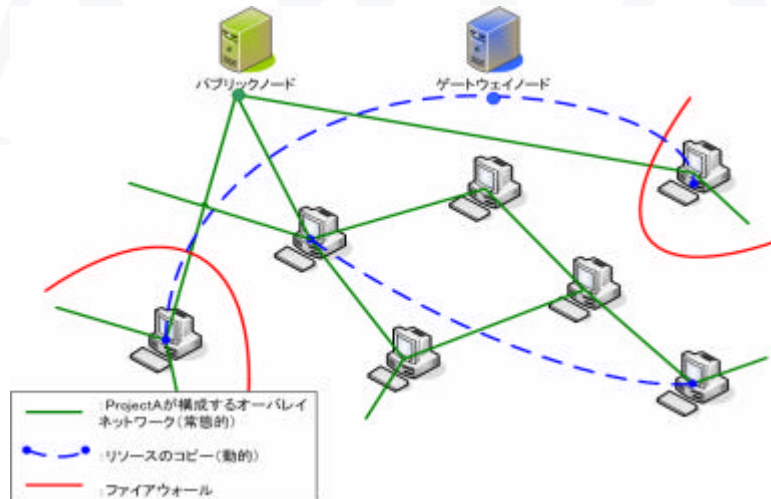 パブリックノード
ゲートウェイノード
:ProjectAが構成するオーバレイ
ネットワーク(常態的)
:リソースのコピー(動的)
:ファイアウォール